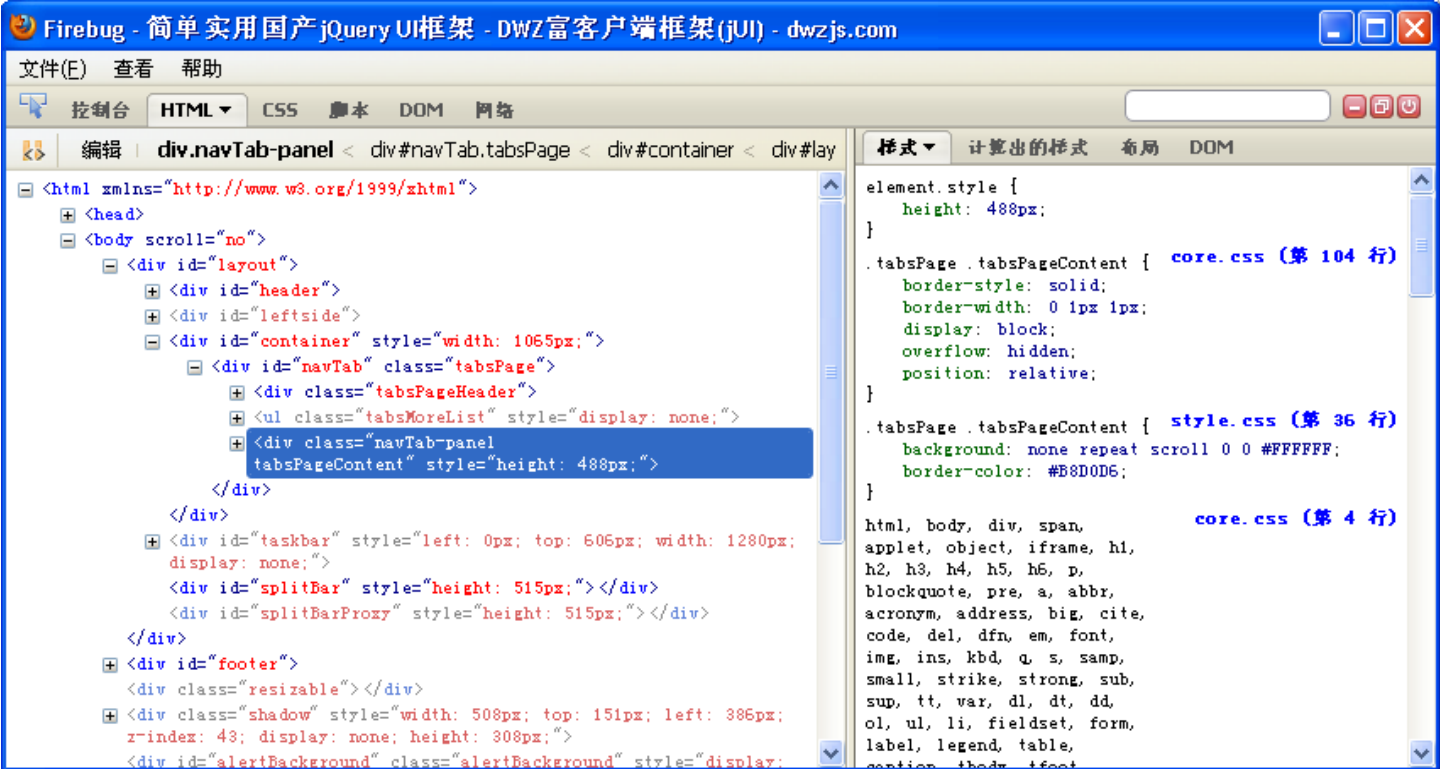 Firebug - 简单实用国产jQuery UI框架 - DWZ富客户端框架(jUI) - dwzjs.com
文件(F) 查看 帮助
控制台 HTML CSS 脚本 DOM 网络
编辑 div.navTab-panel < div#navTab.tabsPage < div#container < div#lay
<html xmlns="http://www.w3.org/1999/xhtml">
<head>
<body scroll="no">
<div id="layout">
<div id="header">
<div id="leftside">
<div id="container" style="width: 1065px;">
<div id="navTab" class="tabsPage">
<div class="tabsPageHeader">
<ul class="tabsMoreList" style="display: none;">
<div class="navTab-panel
tabsPageContent" style="height: 488px;">
</div>
</div>
<div id="taskbar" style="left: 0px; top: 606px; width: 1280px;
display: none;">
<div id="splitBar" style="height: 515px;"></div>
<div id="splitBarProxy" style="height: 515px;"></div>
</div>
<div id="footer">
<div class="resizable"></div>
<div class="shadow" style="width: 508px; top: 151px; left: 386px;
z-index: 43; display: none; height: 308px;">
<div id="alertBackground" class="alertBackground" style="display:
样式 计算出的样式 布局 DOM
element.style {
height: 488px;
}
core.css (第 104 行)
.tabsPage .tabsPageContent {
border-style: solid;
border-width: 0 1px 1px;
display: block;
overflow: hidden;
position: relative;
}
style.css (第 36 行)
.tabsPage .tabsPageContent {
background: none repeat scroll 0 0 #FFFFFF;
border-color: #B8D0D6;
}
core.css (第 4 行)
html, body, div, span,
applet, object, iframe, h1,
h2, h3, h4, h5, h6, p,
blockquote, pre, a, abbr,
acronym, address, big, cite,
code, del, dfn, em, font,
img, ins, kbd, q, s, samp,
small, strike, strong, sub,
sup, tt, var, dl, dt, dd,
ol, ul, li, fieldset, form,
label, legend, table,
caption, tbody, tfoot,